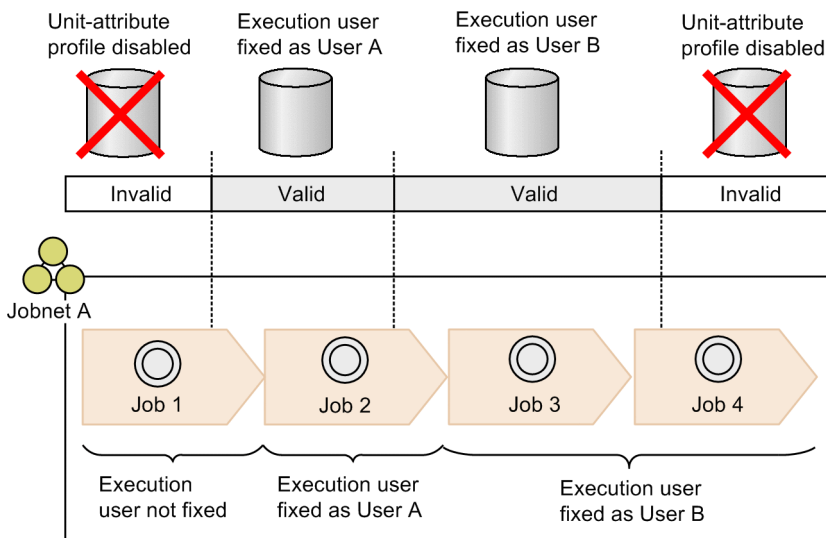 Unit-attribute
profile disabled
Execution user
fixed as User A
Execution user
fixed as User B
Unit-attribute
profile disabled
Invalid
Valid
Valid
Invalid
Jobnet A
Job 1
Job 2
Job 3
Job 4
Execution
user not fixed
Execution user
fixed as User A
Execution user
fixed as User B